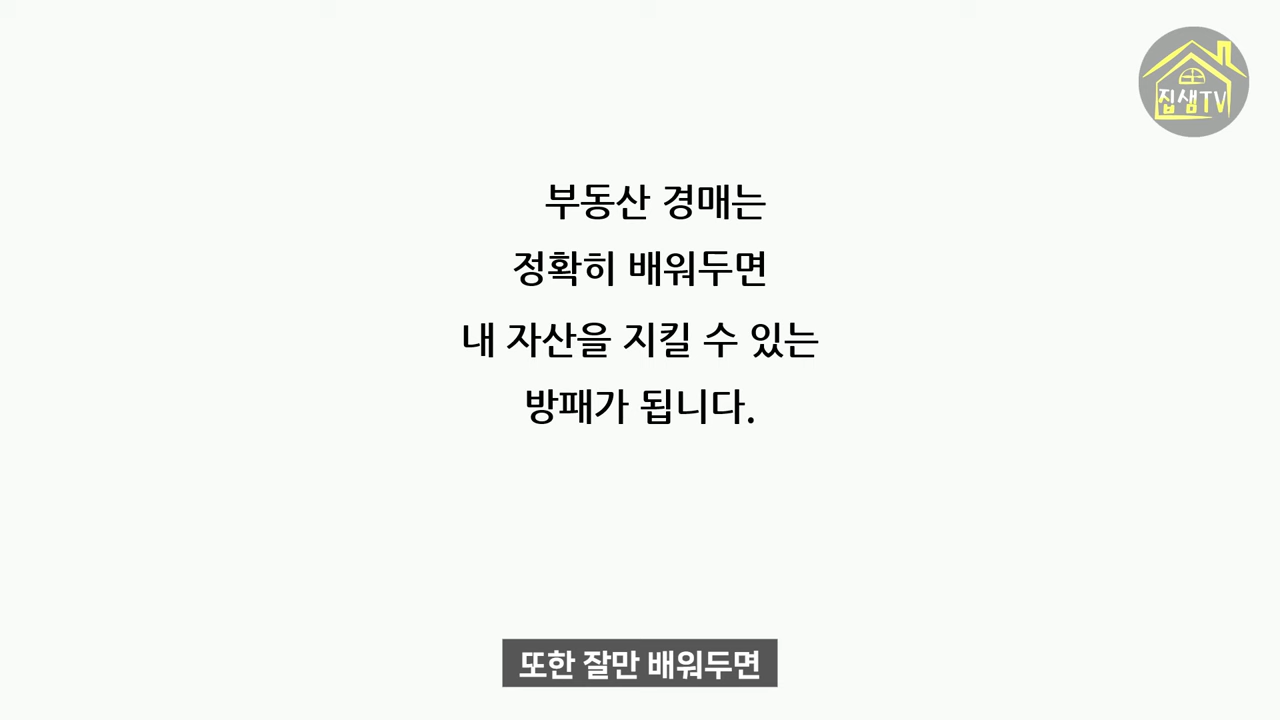 집샘TV
부동산 경매는
정확히 배워두면
내 자산을 지킬 수 있는
방패가 됩니다.
또한 잘만 배워두면